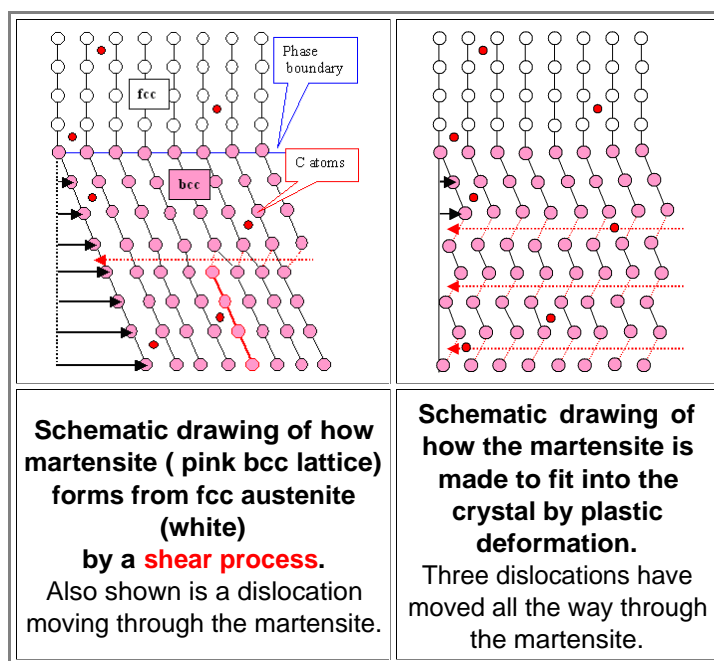 Phase
boundary
fcc
C atoms
bcc
Schematic drawing of how
martensite ( pink bcc lattice)
forms from fcc austenite
(white)
by a shear process.
Also shown is a dislocation
moving through the martensite.
Schematic drawing of
how the martensite is
made to fit into the
crystal by plastic
deformation.
Three dislocations have
moved all the way through
the martensite.